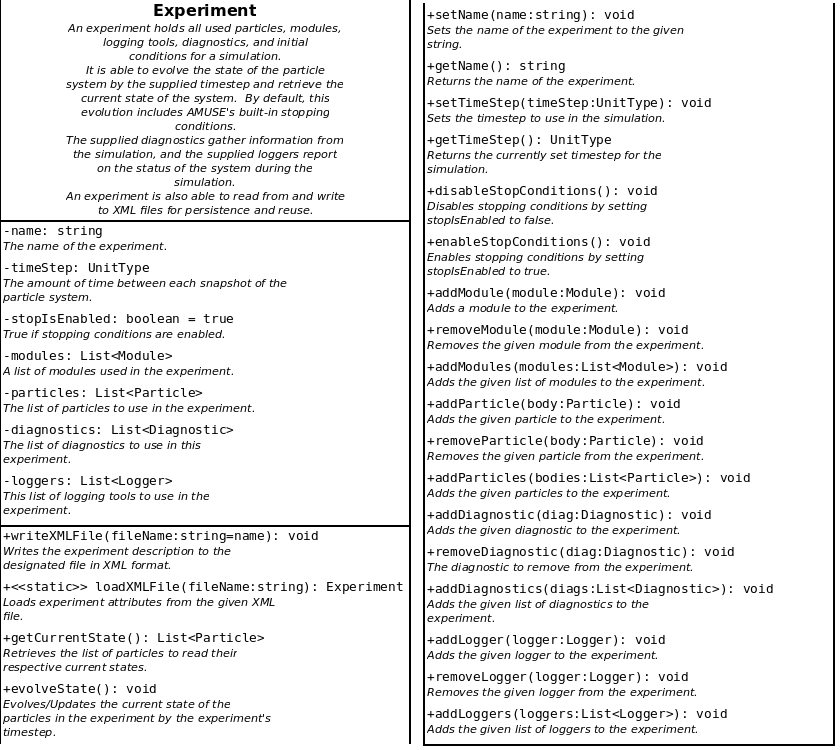 Experiment
An experiment holds all used particles, modules,
logging tools, diagnostics, and initial
conditions for a simulation.
It is able to evolve the state of the particle
system by the supplied timestep and retrieve the
current state of the system.  By default, this
evolution includes AMUSE's built-in stopping
conditions.
The supplied diagnostics gather information from
the simulation, and the supplied loggers report
on the status of the system during the
simulation.
An experiment is also able to read from and write
to XML files for persistence and reuse.
-name: string
The name of the experiment.
-timeStep: UnitType
The amount of time between each snapshot of the
particle system.
-stopIsEnabled: boolean = true
True if stopping conditions are enabled.
-modules: List<Module>
A list of modules used in the experiment.
-particles: List<Particle>
The list of particles to use in the experiment.
-diagnostics: List<Diagnostic>
The list of diagnostics to use in this
experiment.
-loggers: List<Logger>
This list of logging tools to use in the
experiment.
+writeXMLFile(fileName:string=name): void
Writes the experiment description to the
designated file in XML format.
+<<static>> loadXMLFile(fileName:string): Experiment
Loads experiment attributes from the given XML
file.
+getCurrentState(): List<Particle>
Retrieves the list of particles to read their
respective current states.
+evolveState(): void
Evolves/Updates the current state of the
particles in the experiment by the experiment's
timestep.
+setName(name:string): void
Sets the name of the experiment to the given
string.
+getName(): string
Returns the name of the experiment.
+setTimeStep(timeStep:UnitType): void
Sets the timestep to use in the simulation.
+getTimeStep(): UnitType
Returns the currently set timestep for the
simulation.
+disableStopConditions(): void
Disables stopping conditions by setting
stopIsEnabled to false.
+enableStopConditions(): void
Enables stopping conditions by setting
stopIsEnabled to true.
+addModule(module:Module): void
Adds a module to the experiment.
+removeModule(module:Module): void
Removes the given module from the experiment.
+addModules(modules:List<Module>): void
Adds the given list of modules to the experiment.
+addParticle(body:Particle): void
Adds the given particle to the experiment.
+removeParticle(body:Particle): void
Removes the given particle from the experiment.
+addParticles(bodies:List<Particle>): void
Adds the given particles to the experiment.
+addDiagnostic(diag:Diagnostic): void
Adds the given diagnostic to the experiment.
+removeDiagnostic(diag:Diagnostic): void
The diagnostic to remove from the experiment.
+addDiagnostics(diags:List<Diagnostic>): void
Adds the given list of diagnostics to the
experiment.
+addLogger(logger:Logger): void
Adds the given logger to the experiment.
+removeLogger(logger:Logger): void
Removes the given logger from the experiment.
+addLoggers(loggers:List<Logger>): void
Adds the given list of loggers to the experiment.